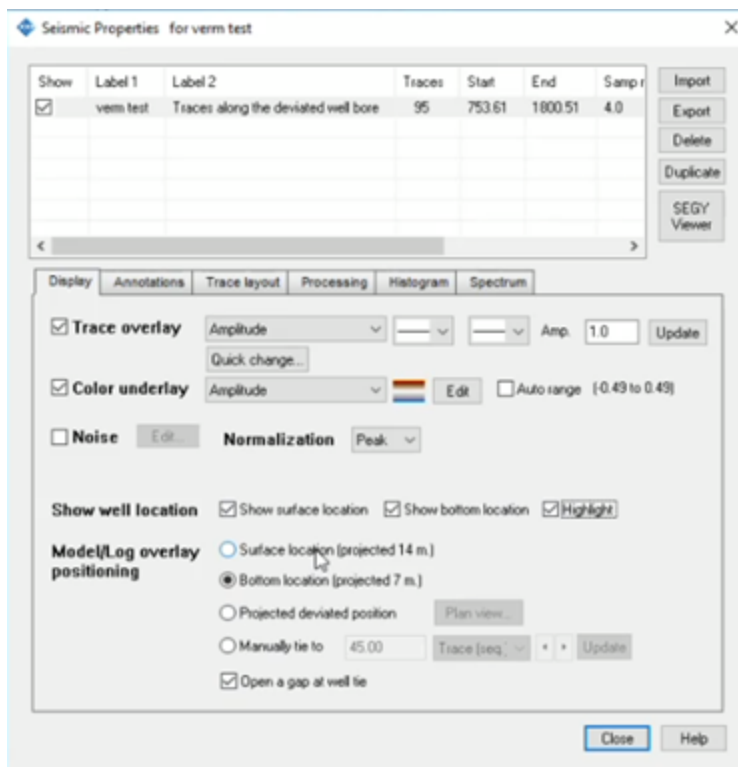 Seismic Properties for verm test
Show Label 1 Label 2 Traces Start End Samp r
verm test Traces along the deviated well bore 95 753.61 1800.51 4.0
Import
Export
Delete
Duplicate
SEGY
Viewer
Display Annotations Trace layout Processing Histogram Spectrum
Trace overlay Amplitude Amp. 1.0 Update
Quick change...
Color underlay Amplitude Edit Auto range (-0.49 to 0.49)
Noise Edit... Normalization Peak
Show well location Show surface location Show bottom location Highlight
Model/Log overlay
positioning
Surface location (projected 14 m.)
Bottom location (projected 7 m.)
Projected deviated position Plan view...
Manually tie to 45.00 Trace (seq.) Update
Open a gap at well tie
Close Help